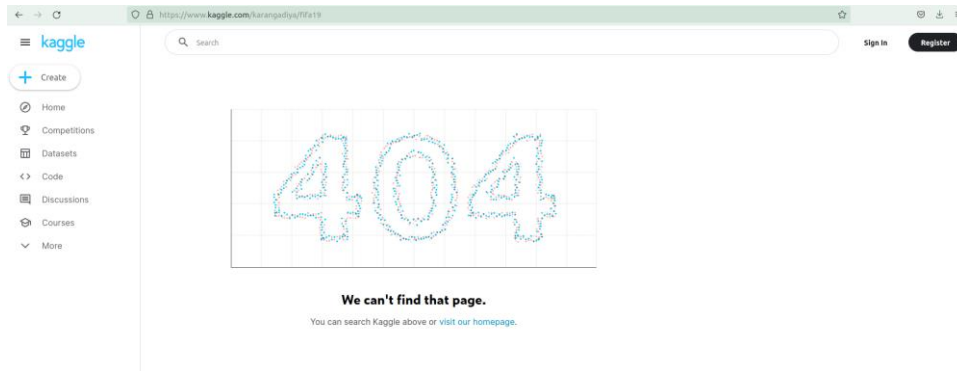 https://www.kaggle.com/karangadiya/fifa19
kaggle
Search
Sign In
Register
Create
Home
Competitions
Datasets
Code
Discussions
Courses
More
404
We can't find that page.
You can search Kaggle above or visit our homepage.